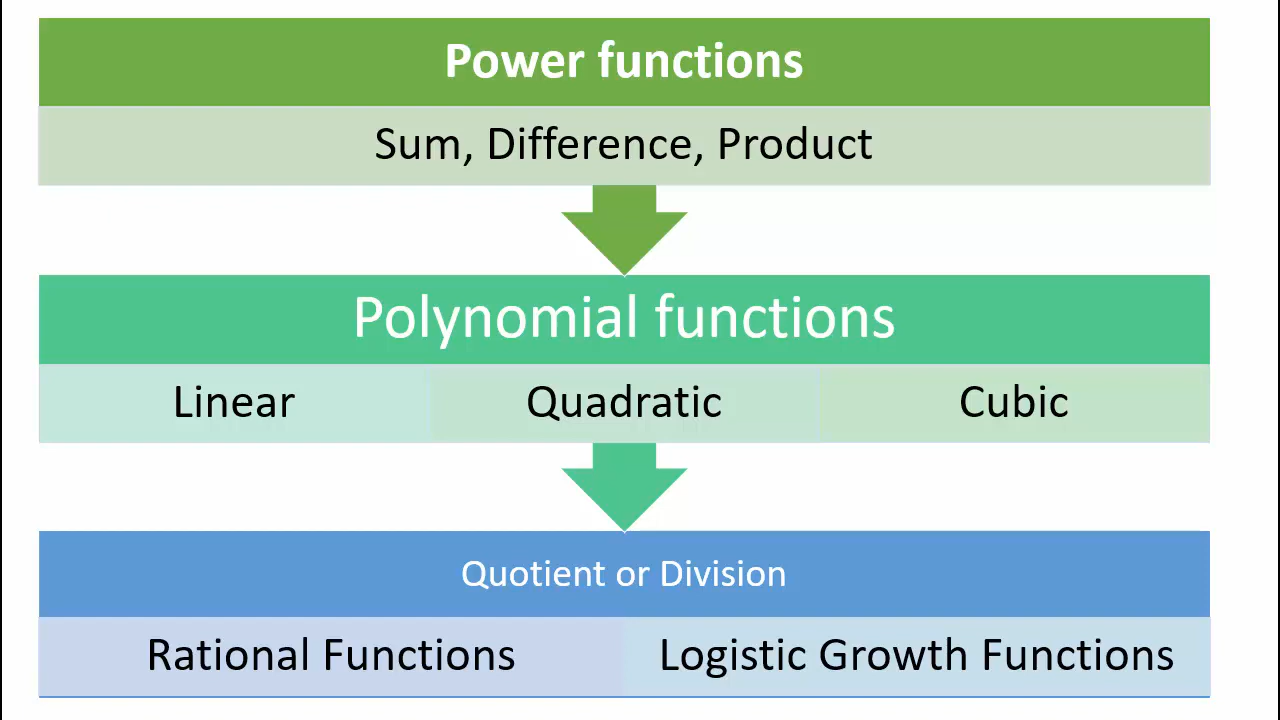 Power functions
Sum, Difference, Product
Polynomial functions
Linear
Quadratic
Cubic
Quotient or Division
Rational Functions
Logistic Growth Functions